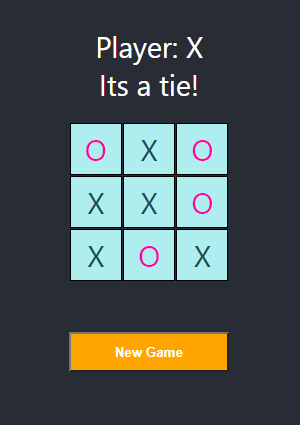 Player: X
Its a tie!
O X O
X X O
X O X
New Game